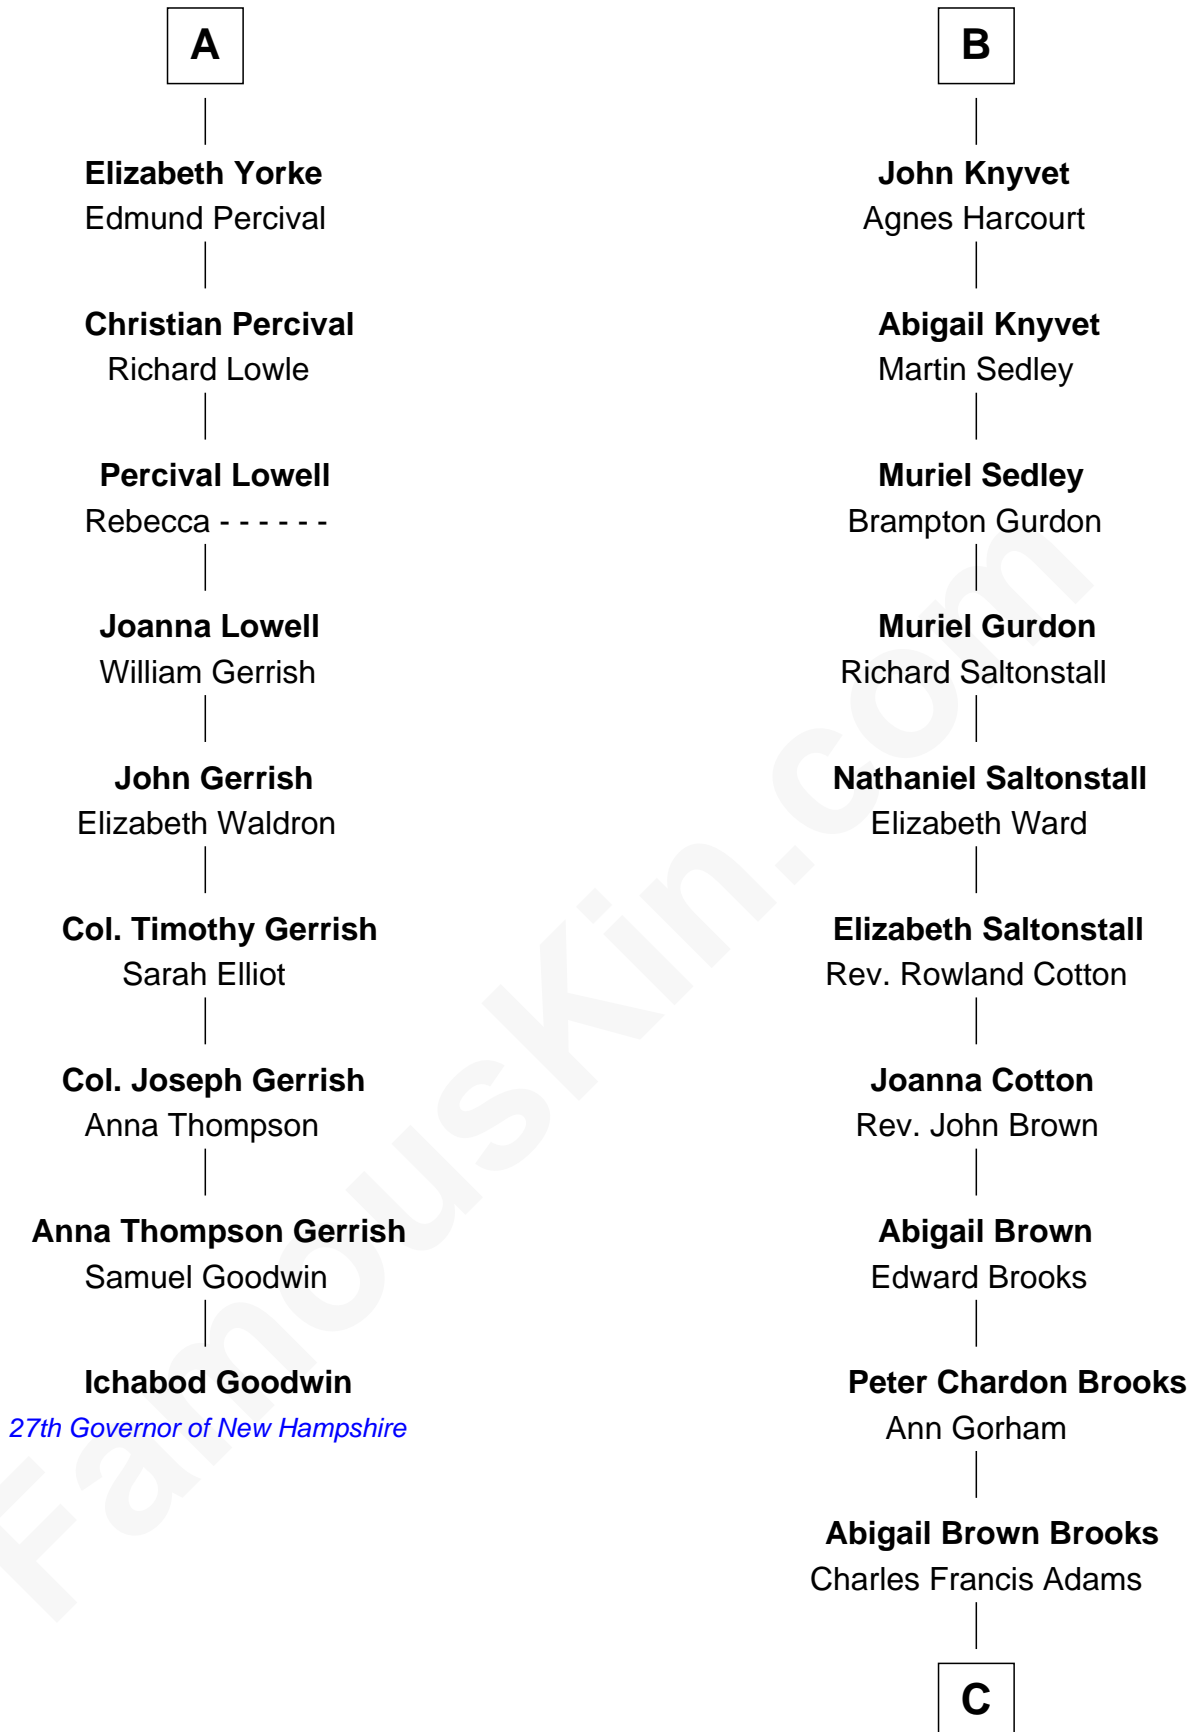 A
Elizabeth Yorke
Edmund Percival
Christian Percival
Richard Lowle
Percival Lowell
Rebecca - - - - - -
Joanna Lowell
William Gerrish
John Gerrish
Elizabeth Waldron
Col. Timothy Gerrish
Sarah Elliot
Col. Joseph Gerrish
Anna Thompson
Anna Thompson Gerrish
Samuel Goodwin
Ichabod Goodwin
27th Governor of New Hampshire
B
John Knyvet
Agnes Harcourt
Abigail Knyvet
Martin Sedley
Muriel Sedley
Brampton Gurdon
Muriel Gurdon
Richard Saltonstall
Nathaniel Saltonstall
Elizabeth Ward
Elizabeth Saltonstall
Rev. Rowland Cotton
Joanna Cotton
Rev. John Brown
Abigail Brown
Edward Brooks
Peter Chardon Brooks
Ann Gorham
Abigail Brown Brooks
Charles Francis Adams
C
FamousKin.com